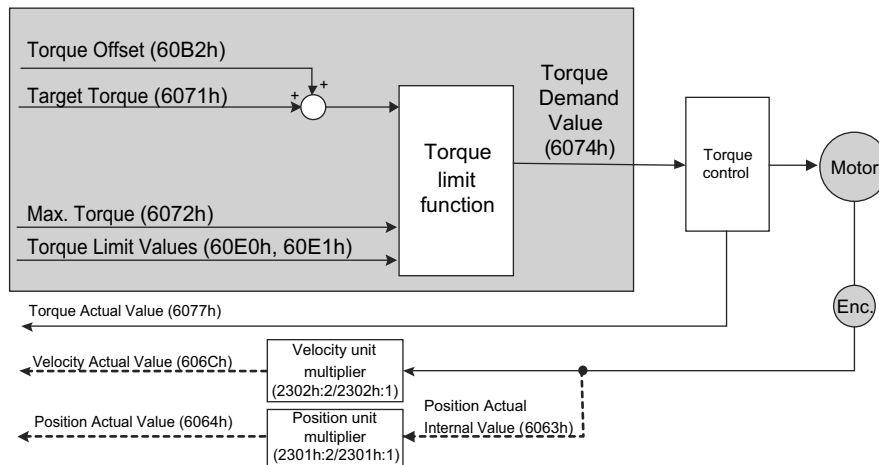 Torque Offset (60B2h)
+
Target Torque (6071h)
+
Torque
limit
function
Torque
Demand
Value
(6074h)
Torque
control
Motor
Max. Torque (6072h)
Torque Limit Values (60E0h, 60E1h)
Enc.
Torque Actual Value (6077h)
Velocity Actual Value (606Ch)
Velocity unit
multiplier
(2302h:2/2302h:1)
Position Actual Value (6064h)
Position unit
multiplier
(2301h:2/2301h:1)
Position Actual
Internal Value (6063h)